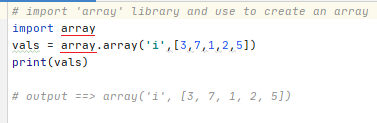 # import 'array' library and use to create an array
import array
vals = array.array('i',[3,7,1,2,5])
print(vals)
# output ==> array('i', [3, 7, 1, 2, 5])